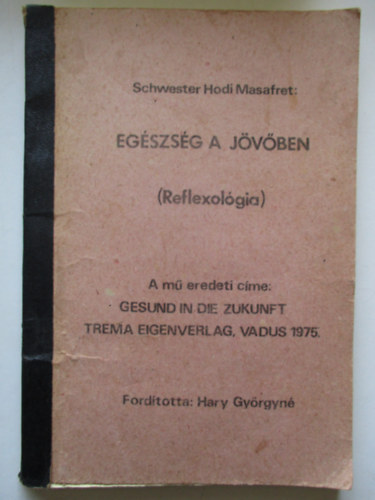 Schwester Hodi Masafret:
EGÉSZSÉG A JÖVŐBEN
(Reflexológia)
A mű eredeti címe:
GESUND IN DIE ZUKUNFT
TREMA EIGENVERLAG. VADUS 1975.
Fordította: Hary Györgyné